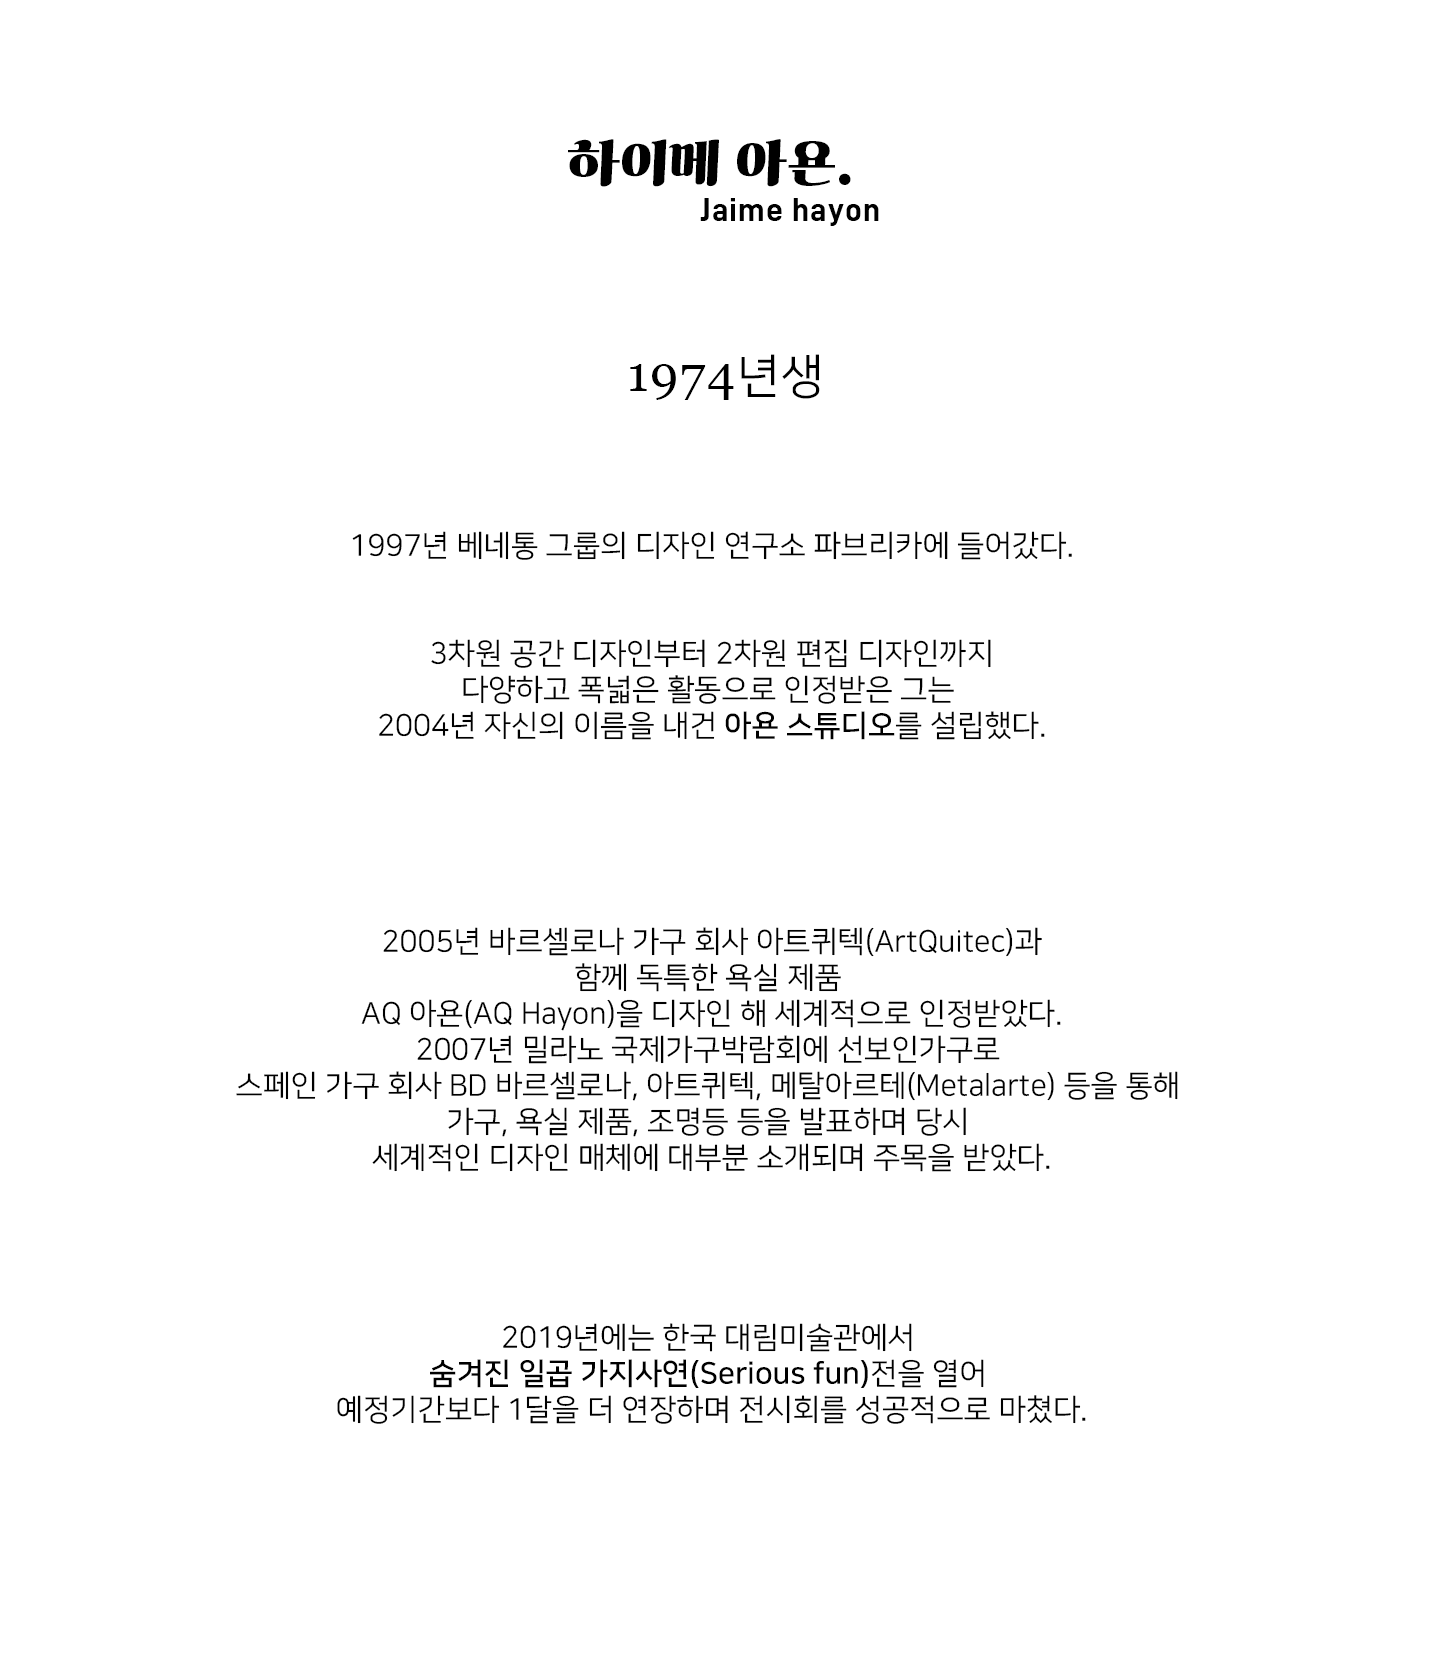 하이메 아욘.
Jaime hayon
1974년생
1997년 베네통 그룹의 디자인 연구소 파브리카에 들어갔다.
3차원 공간 디자인부터 2차원 편집 디자인까지
다양하고 폭넓은 활동으로 인정받은 그는
2004년 자신의 이름을 내건 아욘 스튜디오를 설립했다.
2005년 바르셀로나 가구 회사 아트퀴텍(ArtQuitec)과
함께 독특한 욕실 제품
AQ 아욘(AQ Hayon)을 디자인 해 세계적으로 인정받았다.
2007년 밀라노 국제가구박람회에 선보인가구로
스페인 가구 회사 BD 바르셀로나, 아트퀴텍, 메탈아르테(Metalarte) 등을 통해
가구, 욕실 제품, 조명등 등을 발표하며 당시
세계적인 디자인 매체에 대부분 소개되며 주목을 받았다.
2019년에는 한국 대림미술관에서
숨겨진 일곱 가지사연(Serious fun)전을 열어
예정기간보다 1달을 더 연장하며 전시회를 성공적으로 마쳤다.